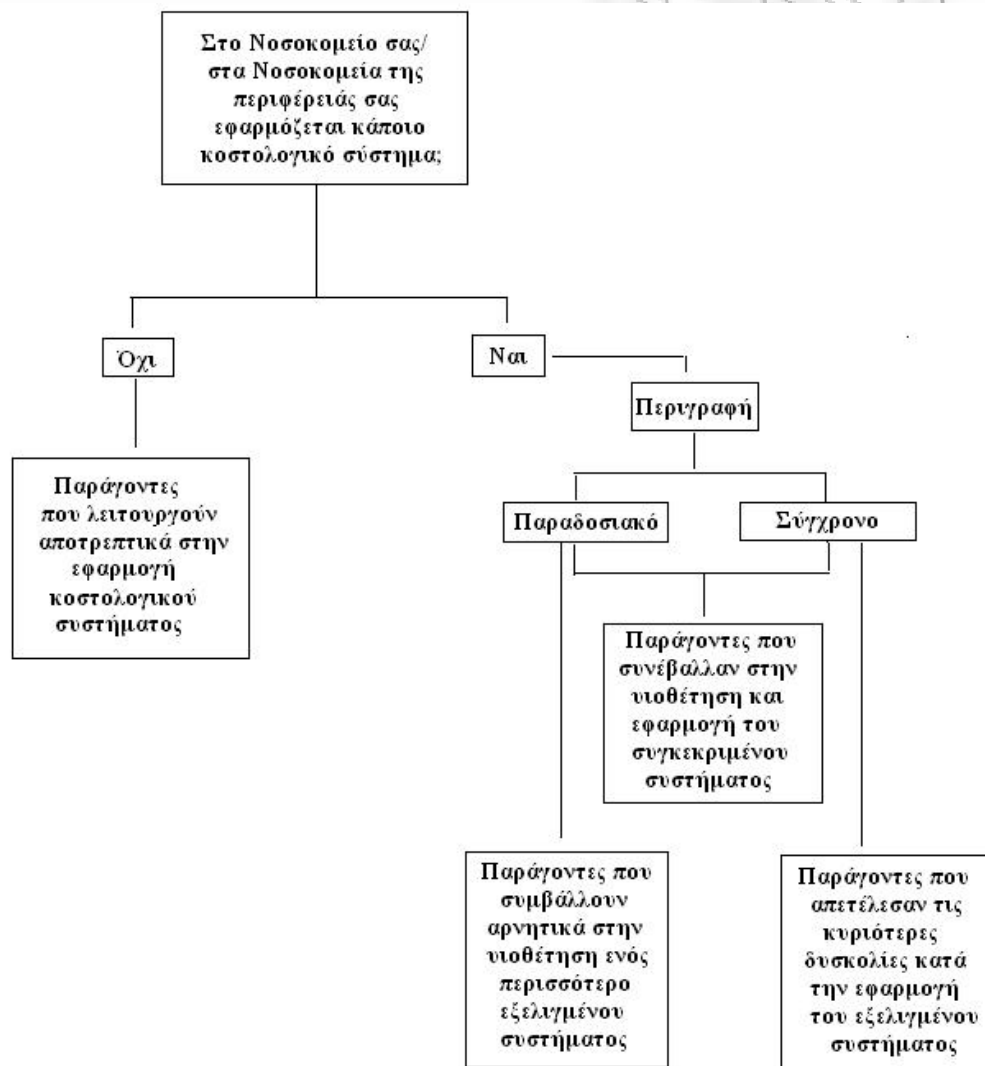 Στο Νοσοκομείο σας/
στα Νοσοκομεία της
περιφέρειάς σας
εφαρμόζεται κάποιο
κοστολογικό σύστημα;
Όχι
Ναι
Περιγραφή
Παράγοντες
που λειτουργούν
αποτρεπτικά στην
εφαρμογή
κοστολογικού
συστήματος
Παραδοσιακό
Σύγχρονο
Παράγοντες που
συνέβαλλαν στην
υιοθέτηση και
εφαρμογή του
συγκεκριμένου
συστήματος
Παράγοντες που
συμβάλλουν
αρνητικά στην
υιοθέτηση ενός
περισσότερο
εξελιγμένου
συστήματος
Παράγοντες που
απετέλεσαν τις
κυριότερες
δυσκολίες κατά
την εφαρμογή
του εξελιγμένου
συστήματος